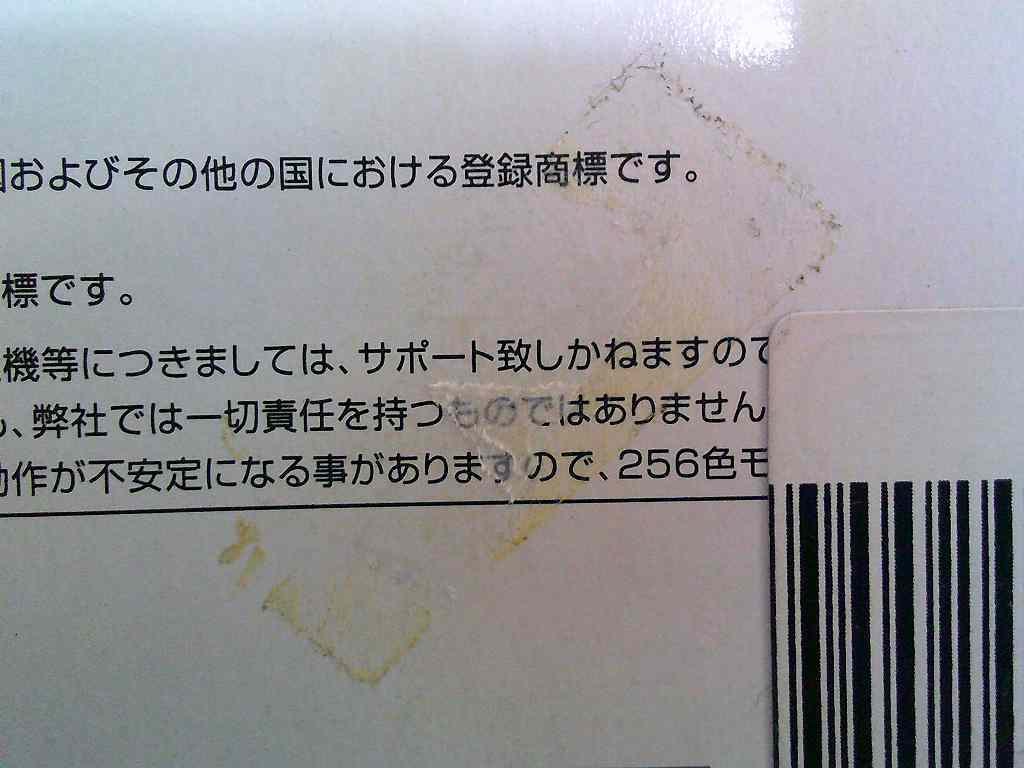 国およびその他の国における登録商標です。
標です。
機等につきましては、サポート致しかねますので
、弊社では一切責任を持つものではありません
動作が不安定になる事がありますので、256色モ